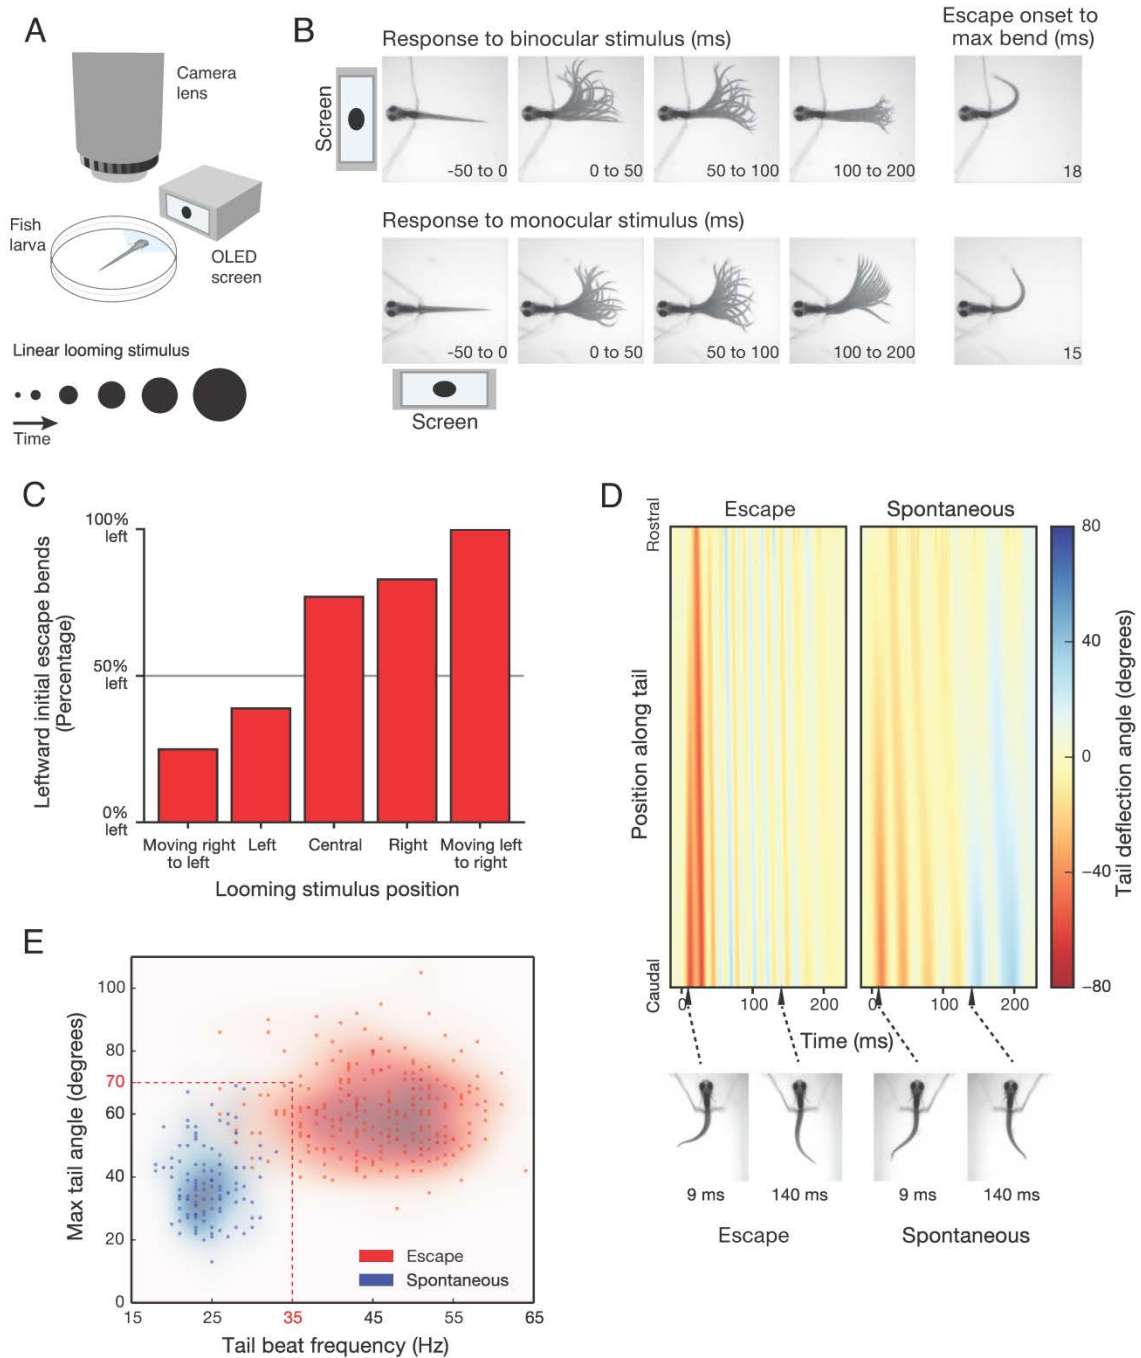 A
Camera
lens
Fish
larva
OLED
screen
Linear looming stimulus
Time
B
Response to binocular stimulus (ms)
Escape onset to
max bend (ms)
Screen
-50 to 0
0 to 50
50 to 100
100 to 200
18
Response to monocular stimulus (ms)
-50 to 0
0 to 50
50 to 100
100 to 200
15
Screen
C
Leftward initial escape bends
(Percentage)
100%
left
50%
left
0%
left
Moving right
to left
Left
Central
Right
Moving left
to right
Looming stimulus position
D
Escape
Spontaneous
Rostral
Position along tail
Caudal
80
40
0
−40
−80
Tail deflection angle (degrees)
0
100
200
0
100
200
Time (ms)
9 ms
140 ms
9 ms
140 ms
Escape
Spontaneous
E
Max tail angle (degrees)
100
80
70
60
40
20
0
Escape
Spontaneous
15
25
35
45
55
65
Tail beat frequency (Hz)